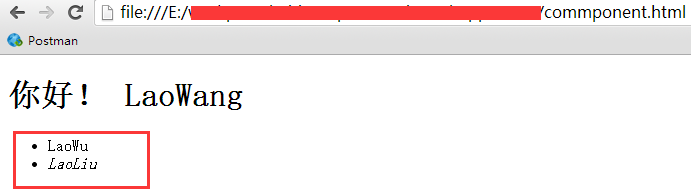 file:///E:/ /commponent.html
Postman
你好！ LaoWang
LaoWu
LaoLiu